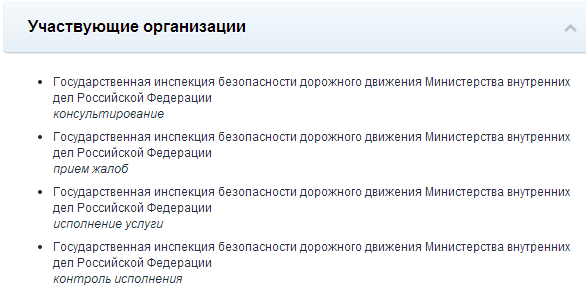 Участвующие организации
Государственная инспекция безопасности дорожного движения Министерства внутренних
дел Российской Федерации
консультирование
Государственная инспекция безопасности дорожного движения Министерства внутренних
дел Российской Федерации
прием жалоб
Государственная инспекция безопасности дорожного движения Министерства внутренних
дел Российской Федерации
исполнение услуги
Государственная инспекция безопасности дорожного движения Министерства внутренних
дел Российской Федерации
контроль исполнения